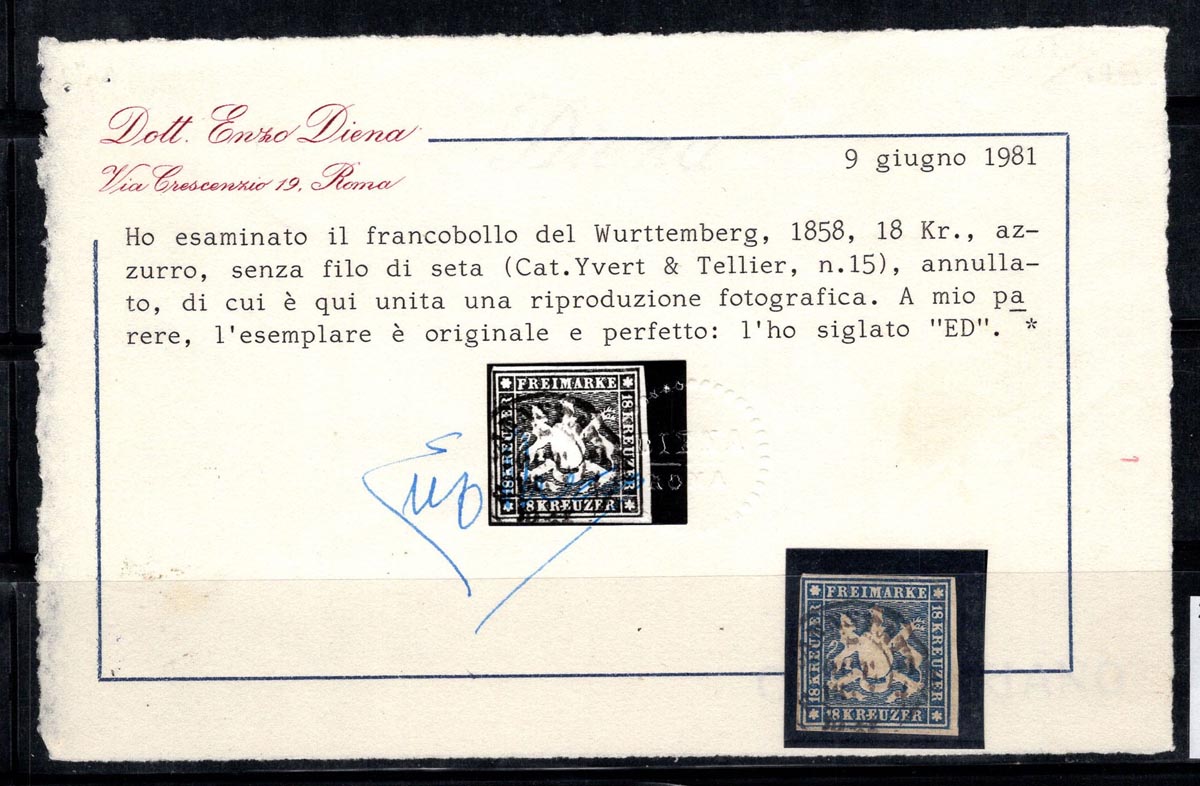 Dott. Enzo Diena
Via Crescenzio 19, Roma
9 giugno 1981
Ho esaminato il francobollo del Wurttemberg, 1858, 18 Kr., az-
zurro, senza filo di seta (Cat.Yvert & Tellier, n.15), annulla-
to, di cui è qui unita una riproduzione fotografica. A mio pa
rere, l'esemplare è originale e perfetto: l'ho siglato "ED". *
FREIMARKE
18 KREUZER
18 KREUZER
18 KREUZER
1
FREIMARKE
18 KREUZER
18 KREUZER
18 KREUZER